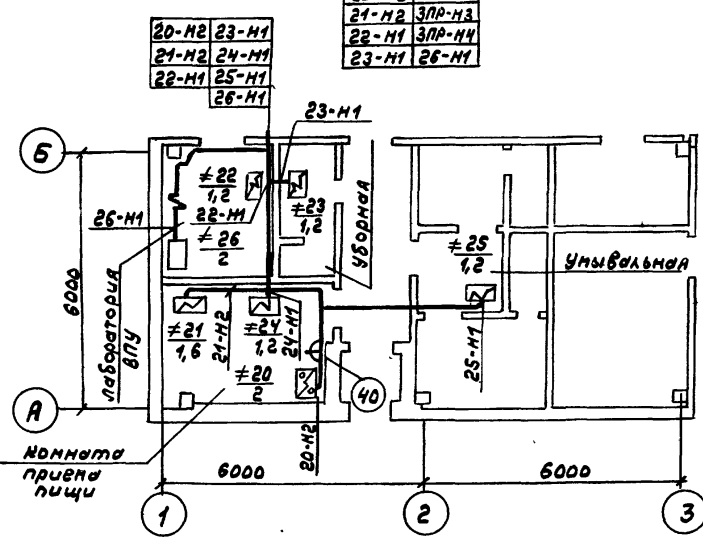 21-Н2 ЗПР-Н3
22-Н1 ЗПР-Н4
23-Н1 26-Н1
20-Н2 23-Н1
21-Н2 24-Н1
22-Н1 25-Н1
26-Н1
23-Н1
Б
≠22
1,2
≠23
1,2
22-Н1
26-Н1
≠26
2
уборная
≠25
1,2
умывальная
6000
лаборатория
ВПУ
≠21
1,6
21-Н2
≠24
1,2
24-Н1
25-Н1
≠20
2
40
А
20-Н2
комната
приема
пищи
6000
6000
1
2
3